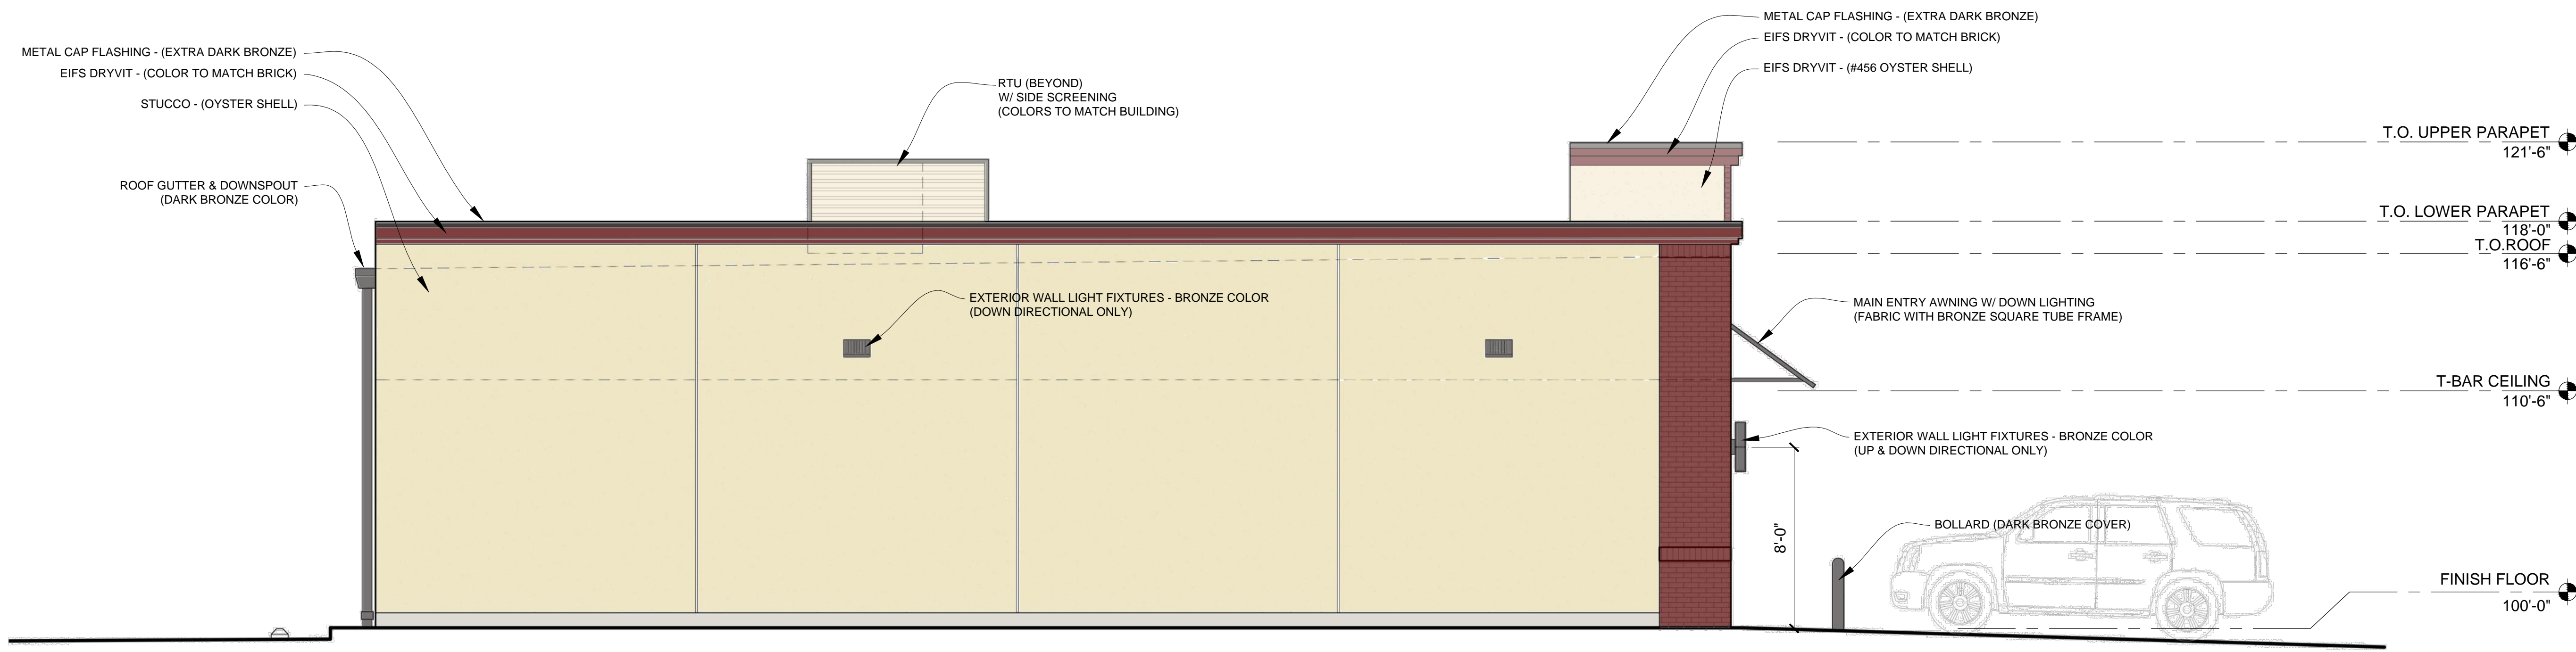 METAL CAP FLASHING - (EXTRA DARK BRONZE)
EIFS DRYVIT - (COLOR TO MATCH BRICK)
STUCCO - (OYSTER SHELL)
ROOF GUTTER & DOWNSPOUT
(DARK BRONZE COLOR)
RTU (BEYOND)
W/ SIDE SCREENING
(COLORS TO MATCH BUILDING)
EXTERIOR WALL LIGHT FIXTURES - BRONZE COLOR
(DOWN DIRECTIONAL ONLY)
METAL CAP FLASHING - (EXTRA DARK BRONZE)
EIFS DRYVIT - (COLOR TO MATCH BRICK)
EIFS DRYVIT - (#456 OYSTER SHELL)
MAIN ENTRY AWNING W/ DOWN LIGHTING
(FABRIC WITH BRONZE SQUARE TUBE FRAME)
EXTERIOR WALL LIGHT FIXTURES - BRONZE COLOR
(UP & DOWN DIRECTIONAL ONLY)
8'-0"
BOLLARD (DARK BRONZE COVER)
T.O. UPPER PARAPET
121'-6"
T.O. LOWER PARAPET
118'-0"
T.O.ROOF
116'-6"
T-BAR CEILING
110'-6"
FINISH FLOOR
100'-0"